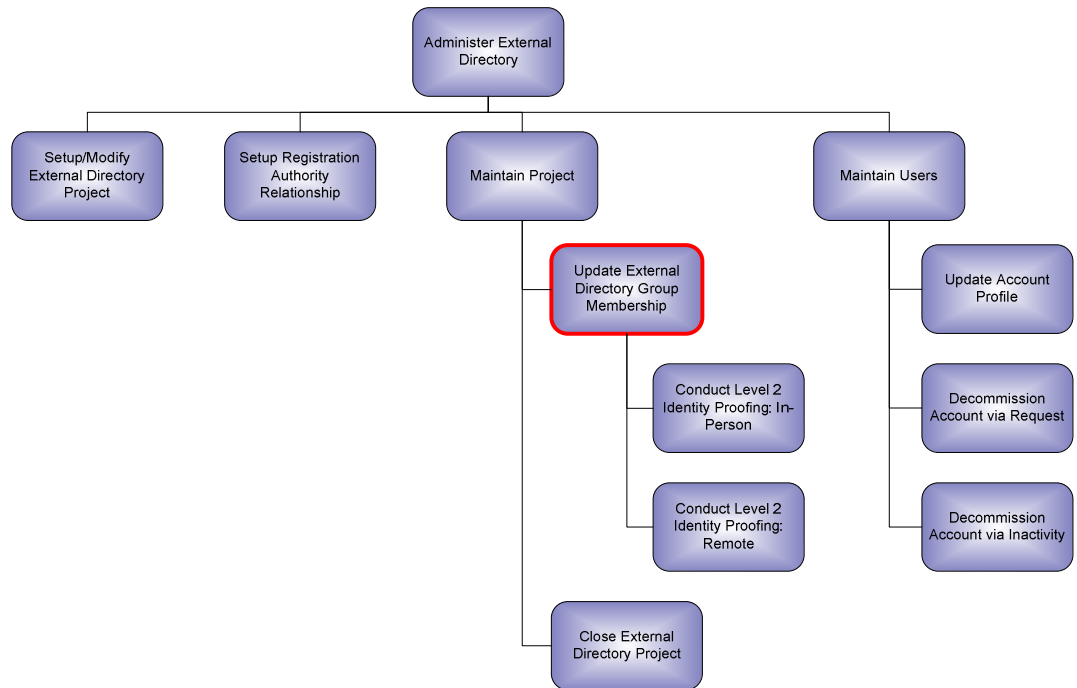 Administer External
Directory
Setup/Modify
External Directory
Project
Setup Registration
Authority
Relationship
Maintain Project
Maintain Users
Update External
Directory Group
Membership
Update Account
Profile
Conduct Level 2
Identity Proofing: In-
Person
Decommission
Account via Request
Conduct Level 2
Identity Proofing:
Remote
Decommission
Account via Inactivity
Close External
Directory Project